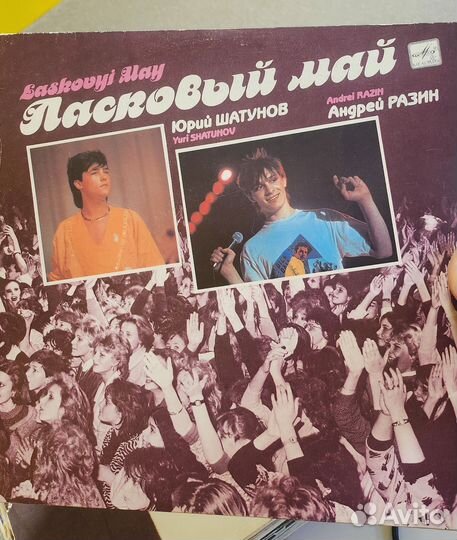 Laskovyi May
Ласковый май
Юрий ШАТУНОВ
Yuri SHATUNOV
Andrei RAZIN
Андрей РАЗИН
Avito